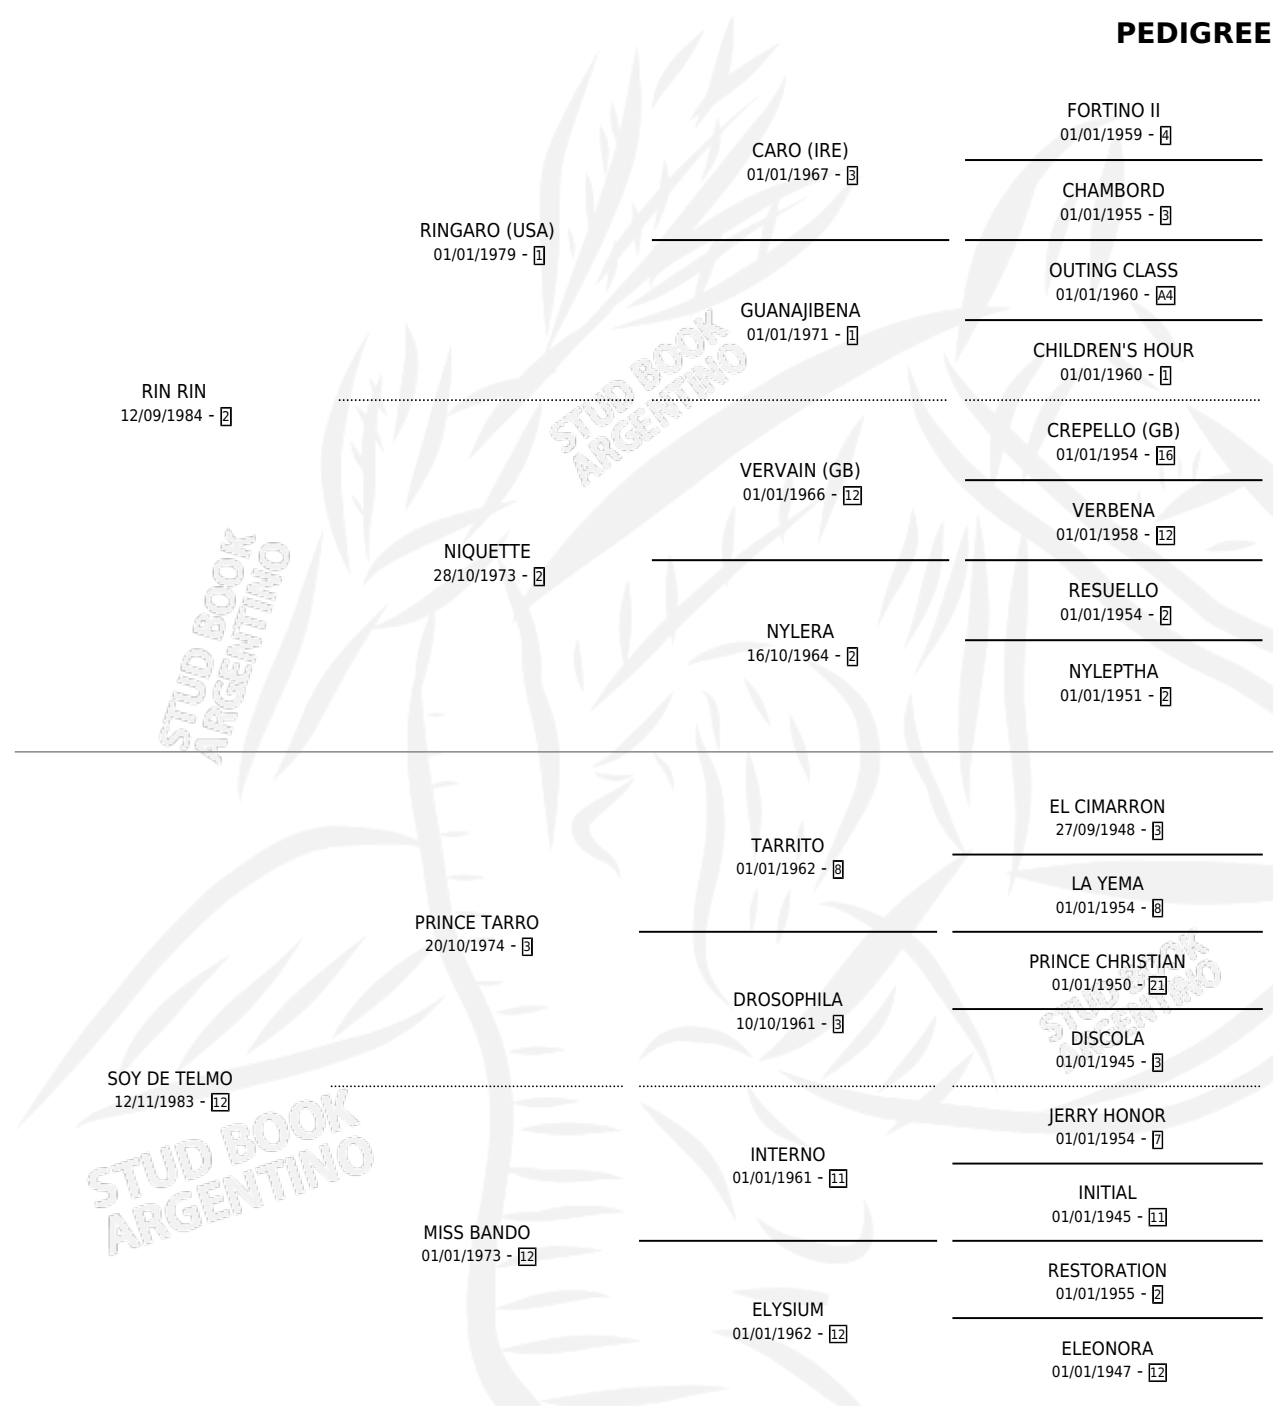 PEDIGREE
FORTINO II
01/01/1959 - 4
CARO (IRE)
01/01/1967 - 3
CHAMBORD
01/01/1955 - 3
RINGARO (USA)
01/01/1979 - 1
OUTING CLASS
01/01/1960 - A4
GUANAJIBENA
01/01/1971 - 1
CHILDREN'S HOUR
01/01/1960 - 1
STUD BOOK
ARGENTINO
RIN RIN
12/09/1984 - 2
CREPELLO (GB)
01/01/1954 - 16
VERVAIN (GB)
01/01/1966 - 12
VERBENA
01/01/1958 - 12
NIQUETTE
28/10/1973 - 2
RESUELLO
01/01/1954 - 2
NYLERA
16/10/1964 - 2
NYLEPTHA
01/01/1951 - 2
STUD BOOK
ARGENTINO
EL CIMARRON
27/09/1948 - 3
TARRITO
01/01/1962 - 8
LA YEMA
01/01/1954 - 8
PRINCE TARRO
20/10/1974 - 3
PRINCE CHRISTIAN
01/01/1950 - 21
DROSOPHILA
10/10/1961 - 3
DISCOLA
01/01/1945 - 3
STUD BOOK
ARGENTINO
SOY DE TELMO
12/11/1983 - 12
JERRY HONOR
01/01/1954 - 7
INTERNO
01/01/1961 - 11
INITIAL
01/01/1945 - 11
STUD BOOK
ARGENTINO
MISS BANDO
01/01/1973 - 12
RESTORATION
01/01/1955 - 2
ELYSIUM
01/01/1962 - 12
ELEONORA
01/01/1947 - 12